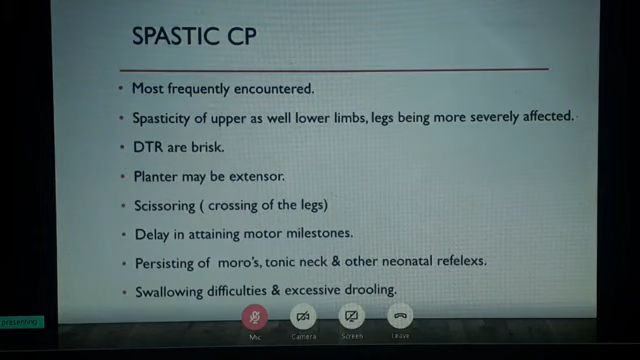 SPASTIC CP
• Most frequently encountered.
• Spasticity of upper as well lower limbs, legs being more severely affected.
• DTR are brisk.
• Planter may be extensor.
• Scissoring ( crossing of the legs)
• Delay in attaining motor milestones.
• Persisting of moro's, tonic neck & other neonatal refelexs.
• Swallowing difficulties & excessive drooling.
presenting
Mic
Camera
Screen
Leave